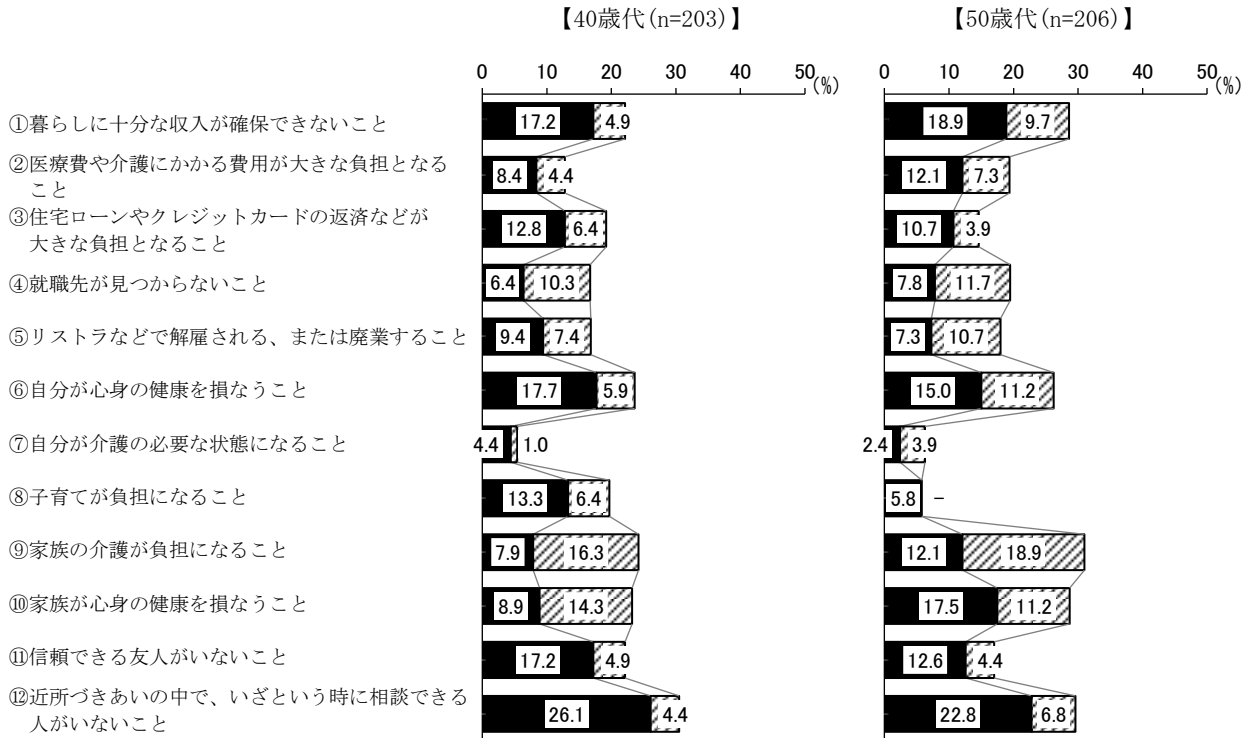 【40歳代(n=203)】 【50歳代(n=206)】
0 10 20 30 40 50 (%) 0 10 20 30 40 50 (%)
①暮らしに十分な収入が確保できないこと 17.2 4.9 18.9 9.7
②医療費や介護にかかる費用が大きな負担となる
こと 8.4 4.4 12.1 7.3
③住宅ローンやクレジットカードの返済などが
大きな負担となること 12.8 6.4 10.7 3.9
④就職先が見つからないこと 6.4 10.3 7.8 11.7
⑤リストラなどで解雇される、または廃業すること 9.4 7.4 7.3 10.7
⑥自分が心身の健康を損なうこと 17.7 5.9 15.0 11.2
⑦自分が介護の必要な状態になること 4.4 1.0 2.4 3.9
⑧子育てが負担になること 13.3 6.4 5.8 -
⑨家族の介護が負担になること 7.9 16.3 12.1 18.9
⑩家族が心身の健康を損なうこと 8.9 14.3 17.5 11.2
⑪信頼できる友人がいないこと 17.2 4.9 12.6 4.4
⑫近所づきあいの中で、いざという時に相談できる
人がいないこと 26.1 4.4 22.8 6.8